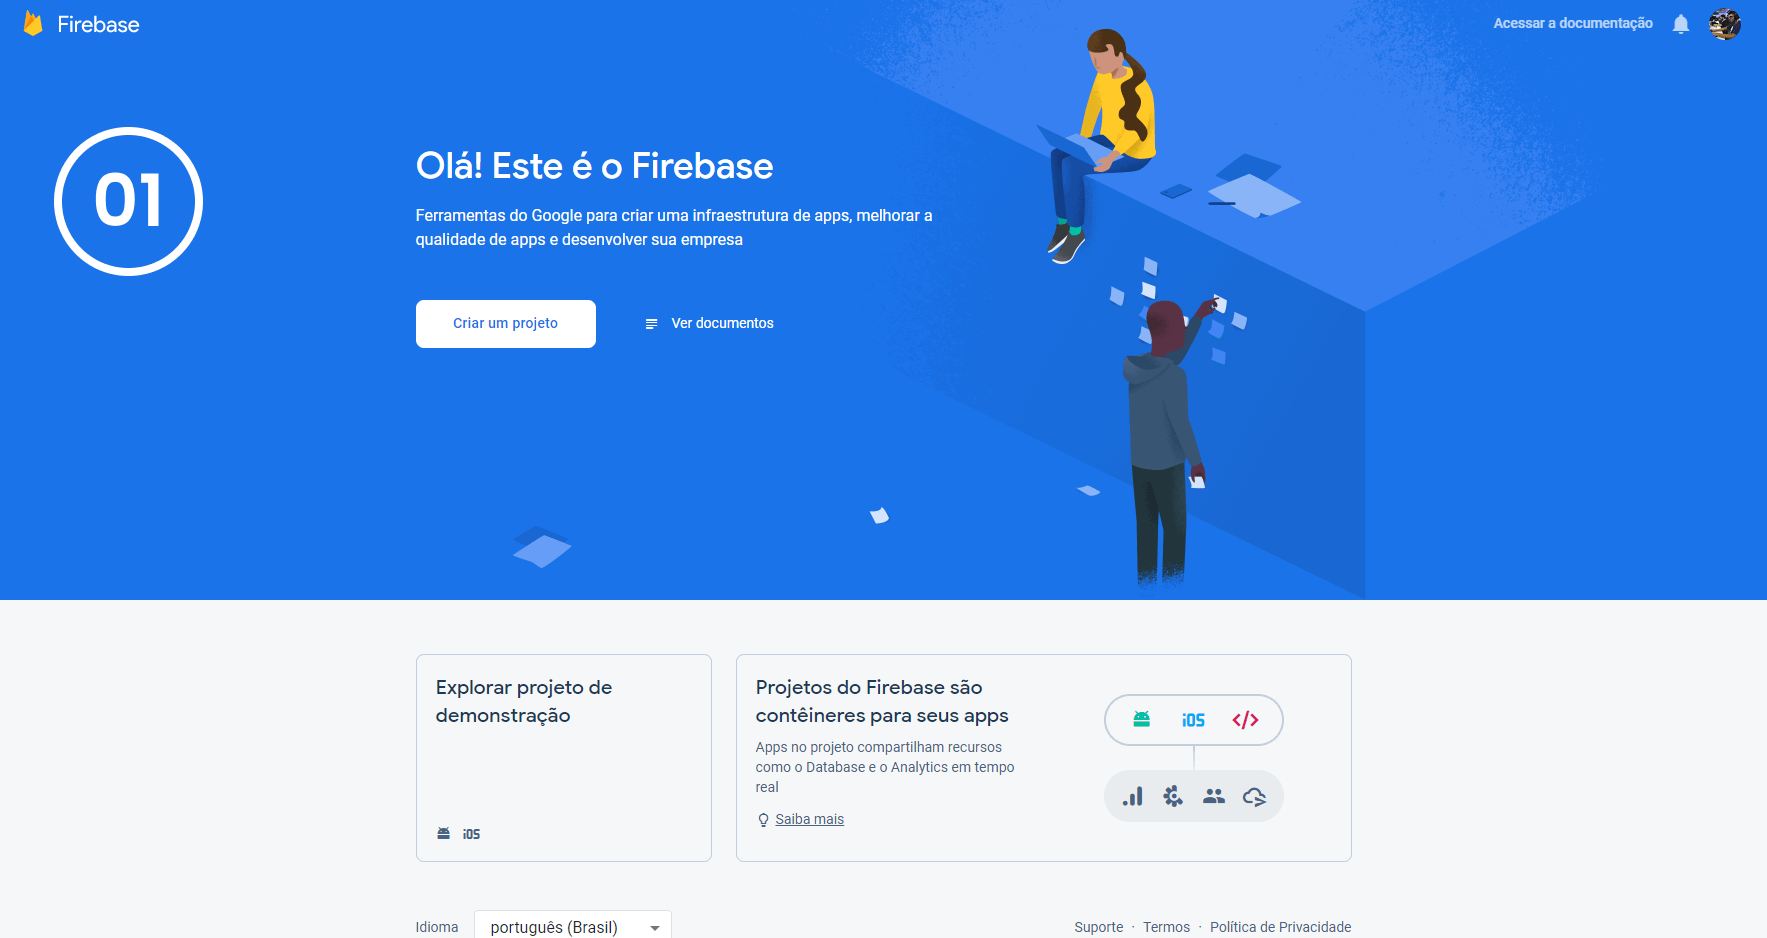 Firebase
Acessar a documentação
01
Olá! Este é o Firebase
Ferramentas do Google para criar uma infraestrutura de apps, melhorar a
qualidade de apps e desenvolver sua empresa
Criar um projeto
Ver documentos
Explorar projeto de
demonstração
iOS
Projetos do Firebase são
contêineres para seus apps
Apps no projeto compartilham recursos
como o Database e o Analytics em tempo
real
Saiba mais
iOS
</>
Idioma
português (Brasil)
Suporte · Termos · Política de Privacidade